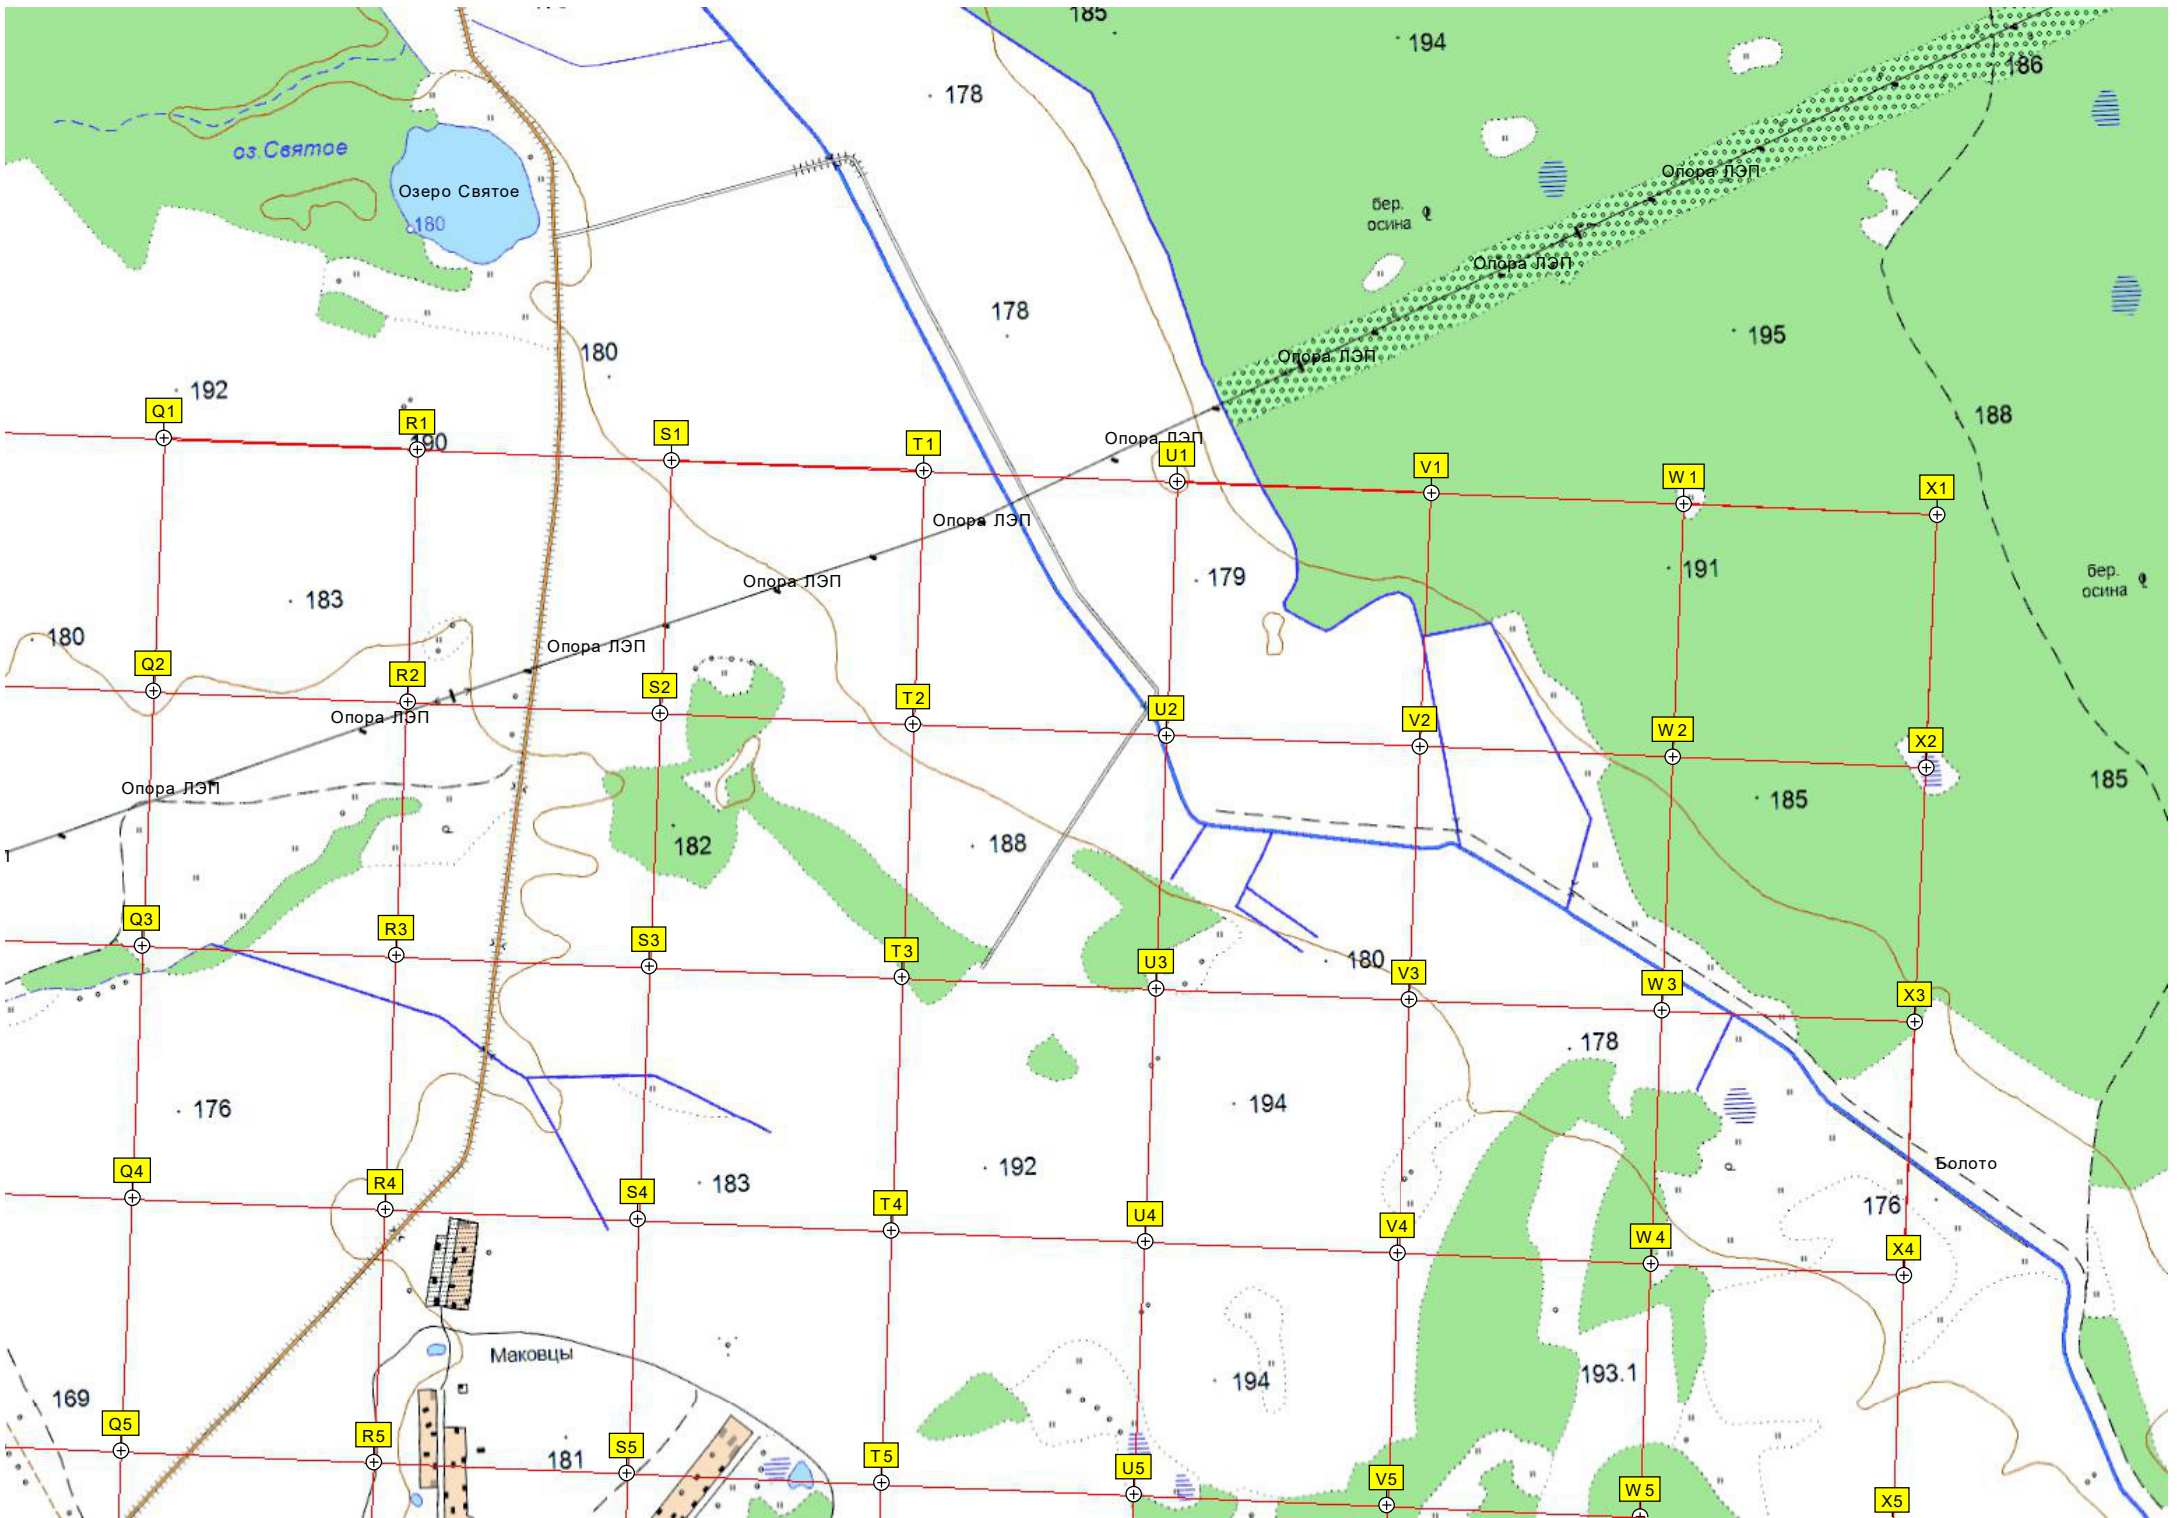 185
194
186
178
оз.Святое
Озеро Святое
180
Опора ЛЭП
бер.
осина
Опора ЛЭП
178
195
180
Опора ЛЭП
192
188
Q1
R1
190
S1
T1
Опора ЛЭП
U1
V1
W1
X1
Опора ЛЭП
191
бер.
осина
179
Опора ЛЭП
183
180
Опора ЛЭП
Q2
R2
S2
T2
U2
V2
W2
X2
Опора ЛЭП
Опора ЛЭП
185
185
182
188
Q3
R3
S3
T3
U3
180
V3
W3
X3
178
176
194
192
183
Болото
176
Q4
R4
S4
T4
U4
V4
W4
X4
Маковцы
169
194
193.1
Q5
R5
181
S5
T5
U5
V5
W5
X5